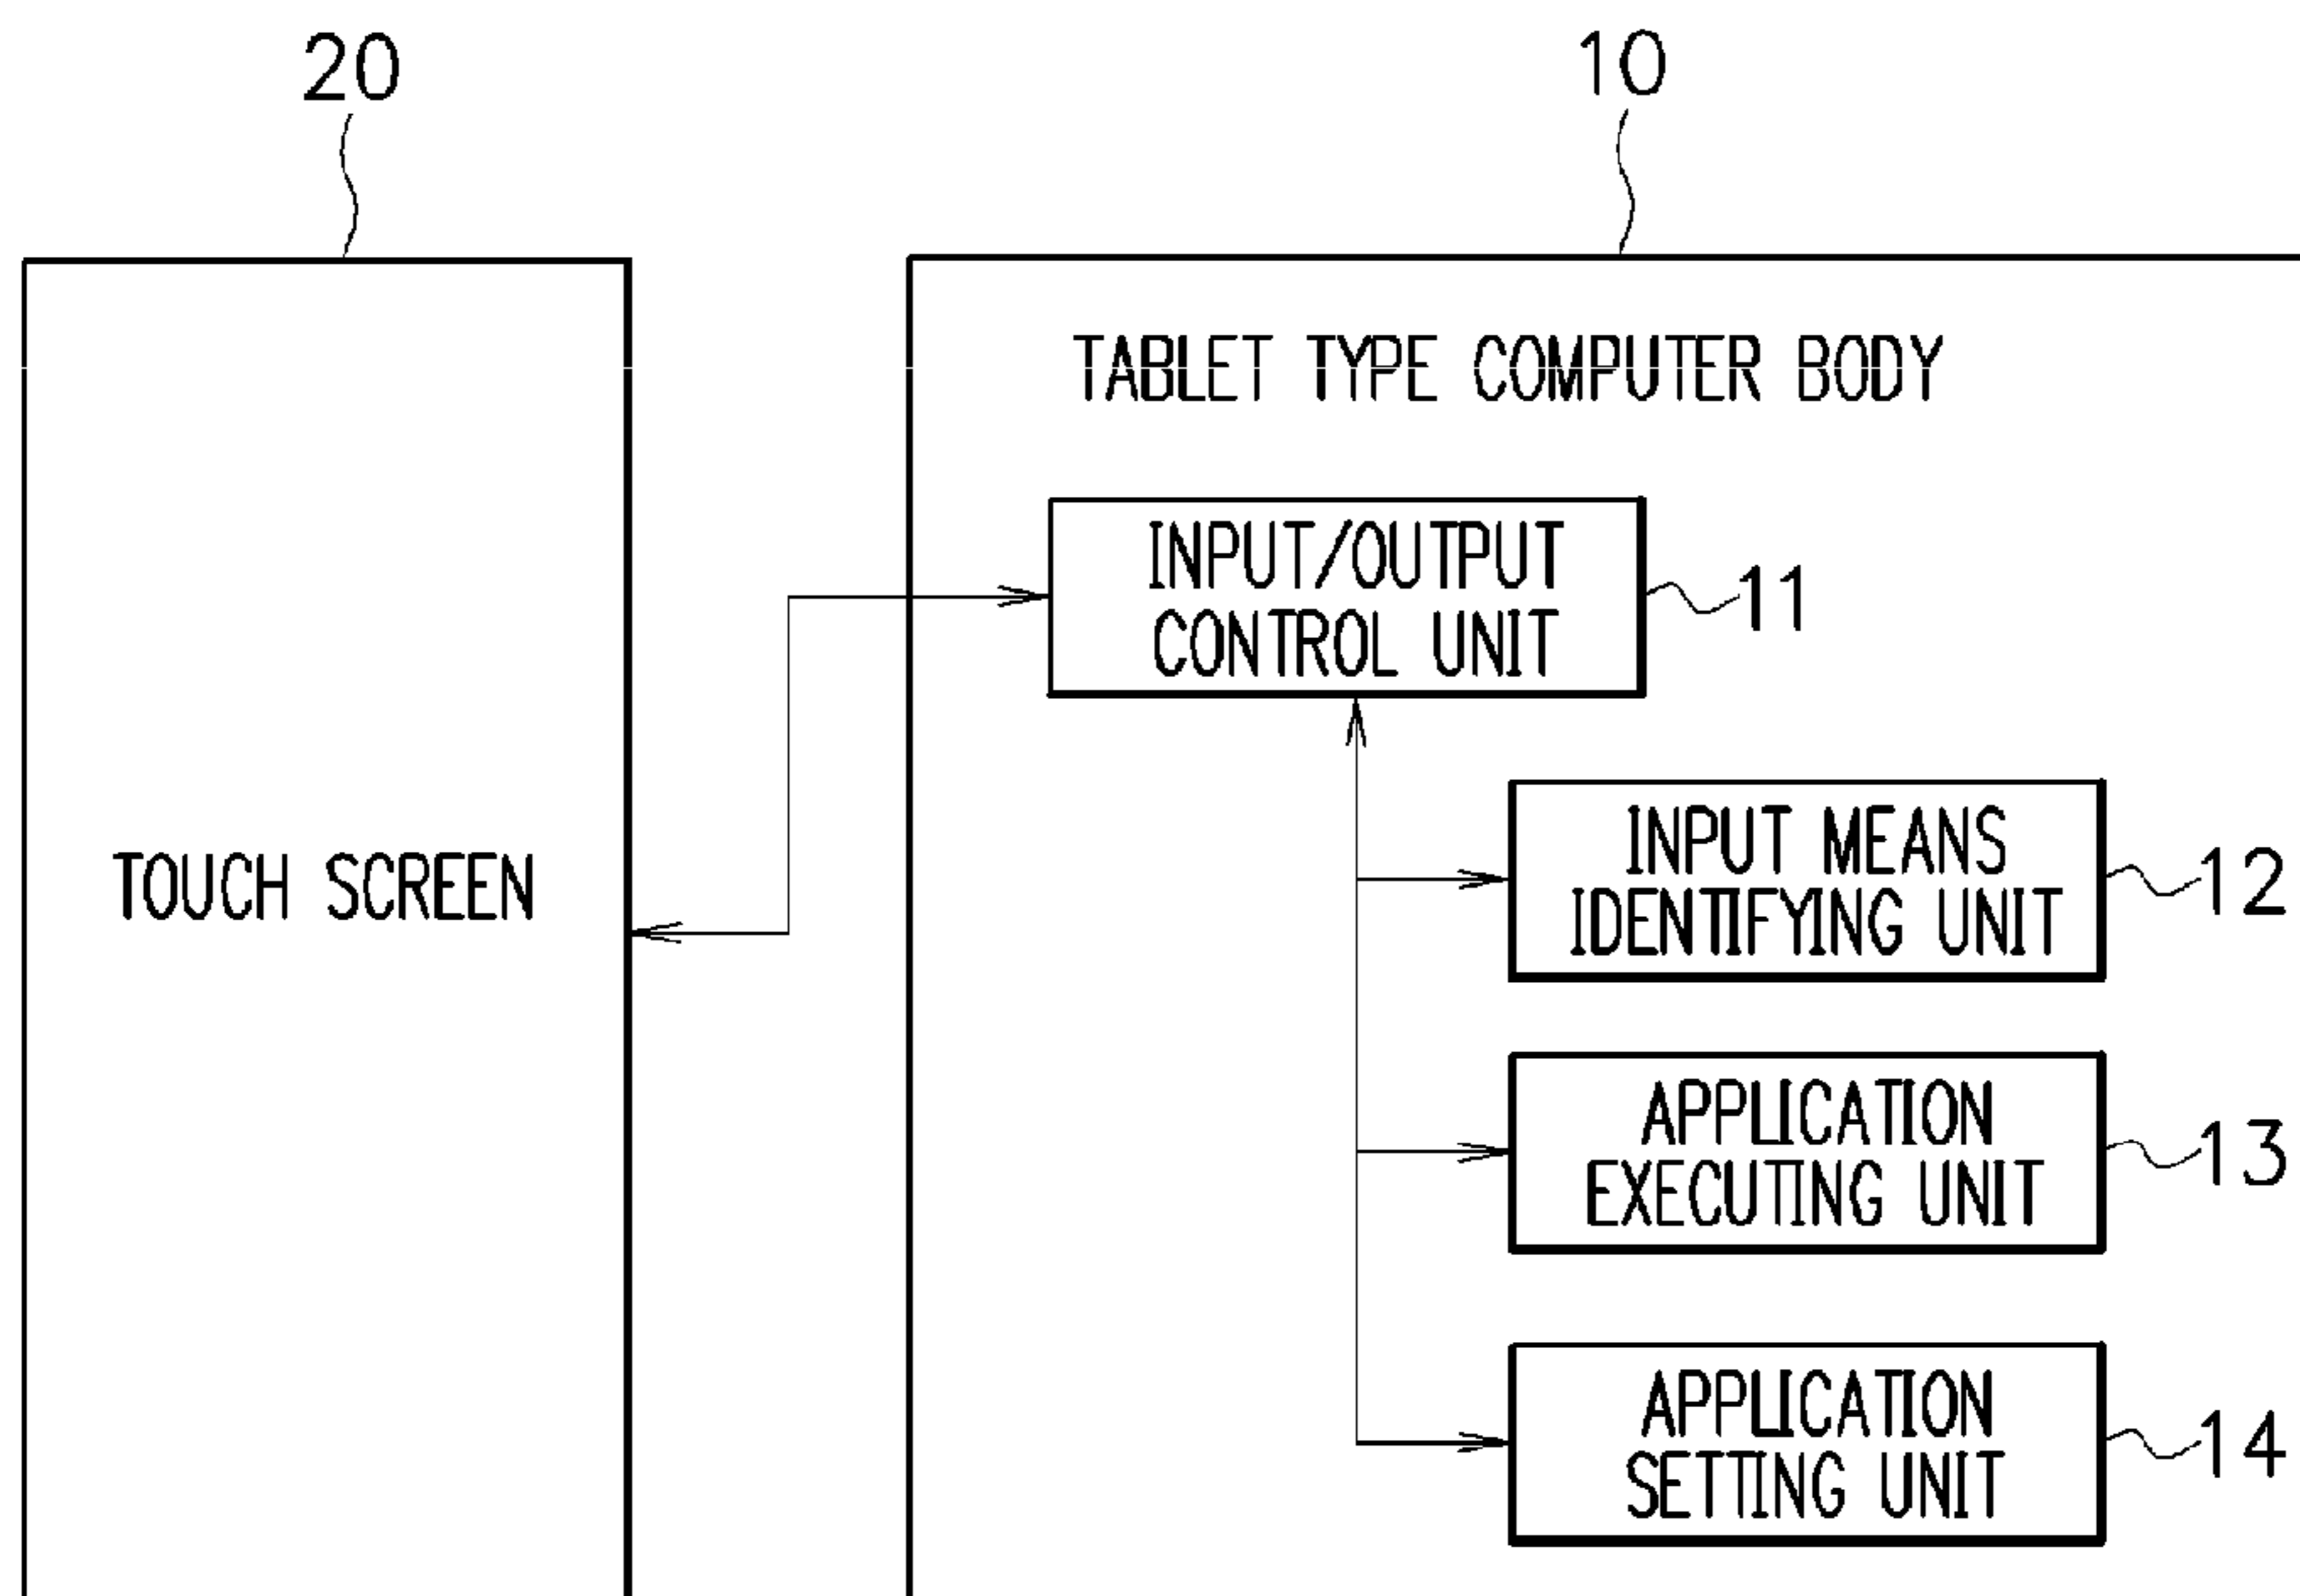 20
10
TABLET TYPE COMPUTER BODY
INPUT/OUTPUT
CONTROL UNIT
11
TOUCH SCREEN
INPUT MEANS
IDENTIFYING UNIT
12
APPLICATION
EXECUTING UNIT
13
APPLICATION
SETTING UNIT
14